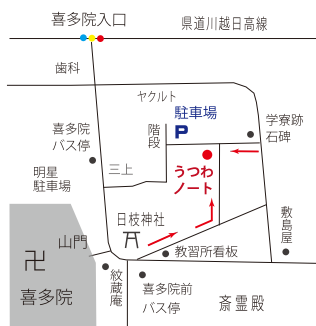 喜多院入口
県道川越日高線
歯科
ヤクルト
駐車場
P
階段
学寮跡
石碑
喜多院
バス停
明星
駐車場
三上
うつわ
ノート
日枝神社
敷島屋
山門
卍
喜多院
教習所看板
紋蔵庵
喜多院前
バス停
斎霊殿